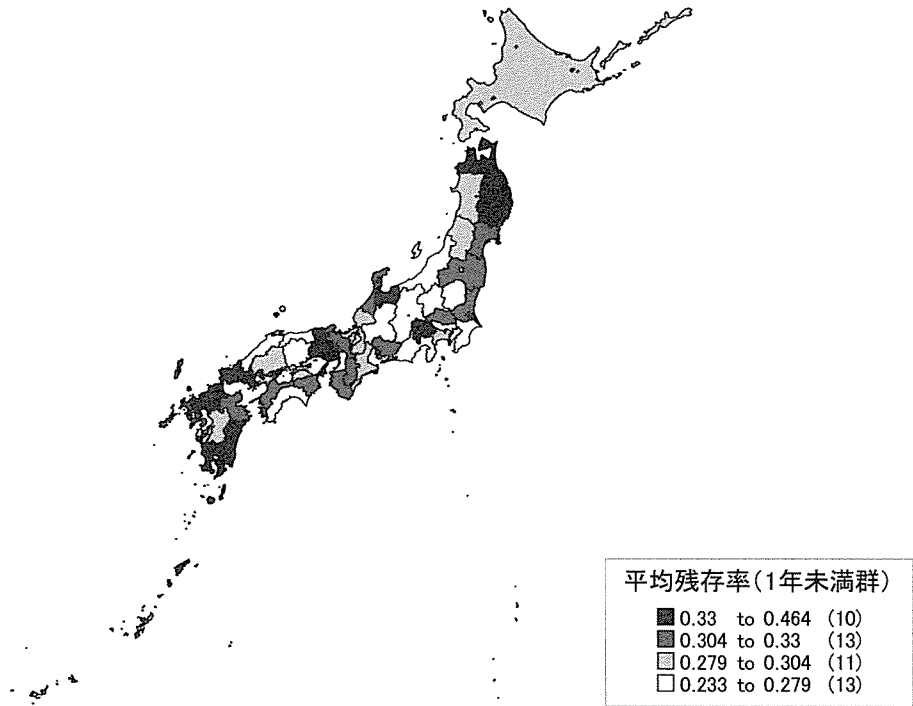 平均残存率(1年未満群)
0.33 to 0.464 (10)
0.304 to 0.33 (13)
0.279 to 0.304 (11)
0.233 to 0.279 (13)